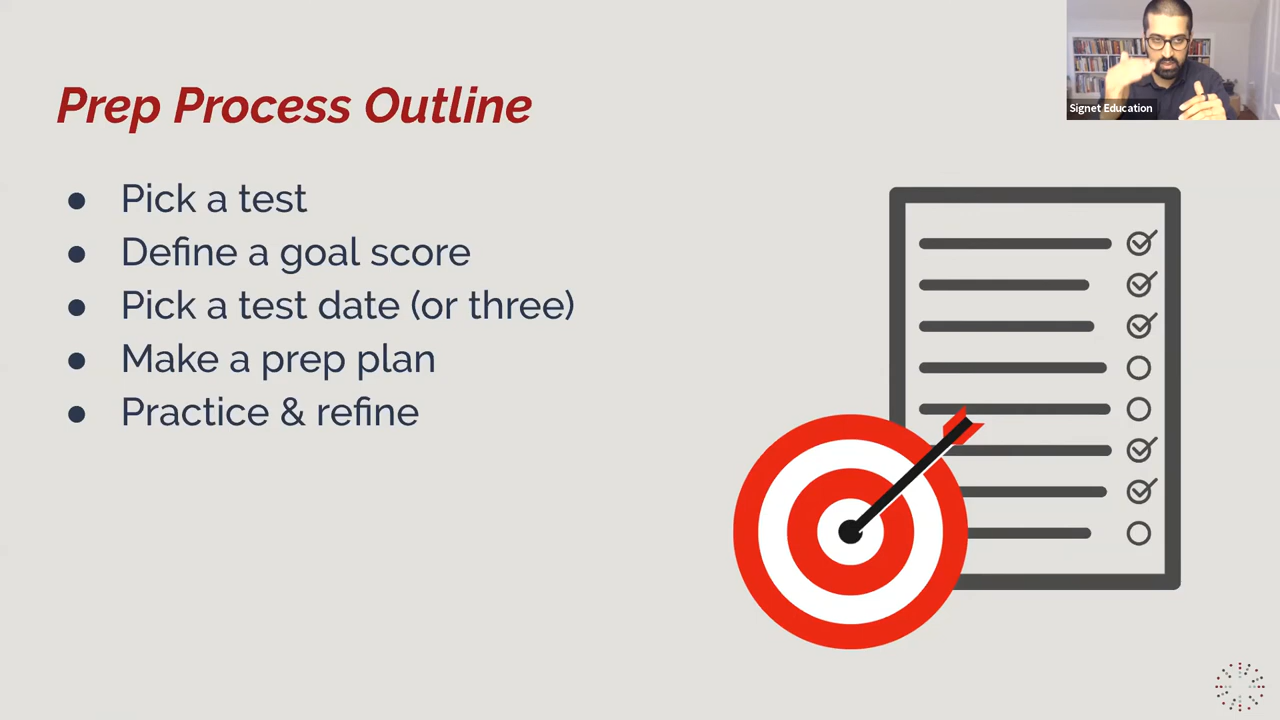 Prep Process Outline
Signet Education
● Pick a test
● Define a goal score
● Pick a test date (or three)
● Make a prep plan
● Practice & refine